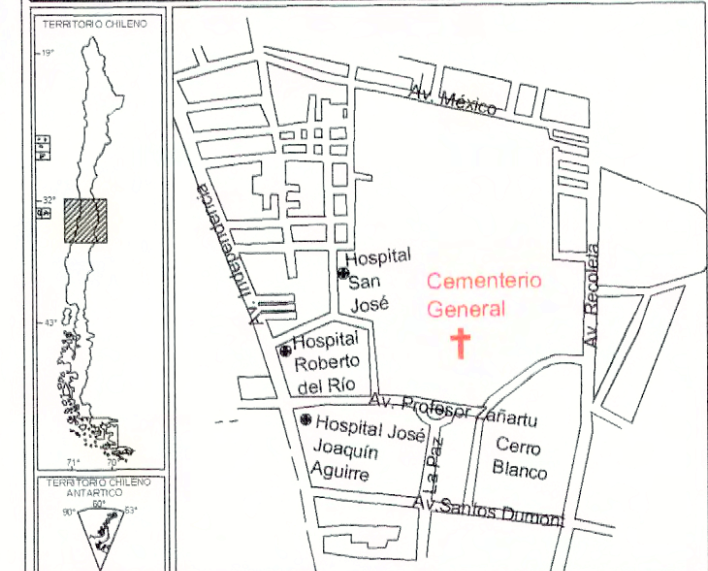 TERRITORIO CHILENO
19°
32°
43°
71°
70°
TERRITORIO CHILENO
ANTARTICO
90°
60°
53°
Av. México
Av. Independencia
Hospital
San
José
Cementerio
General
Av. Recoleta
Hospital
Roberto
del Río
Av. Profesor Zañartu
Hospital José
Joaquín
Aguirre
La Paz
Cerro
Blanco
Av.Santos Dumont